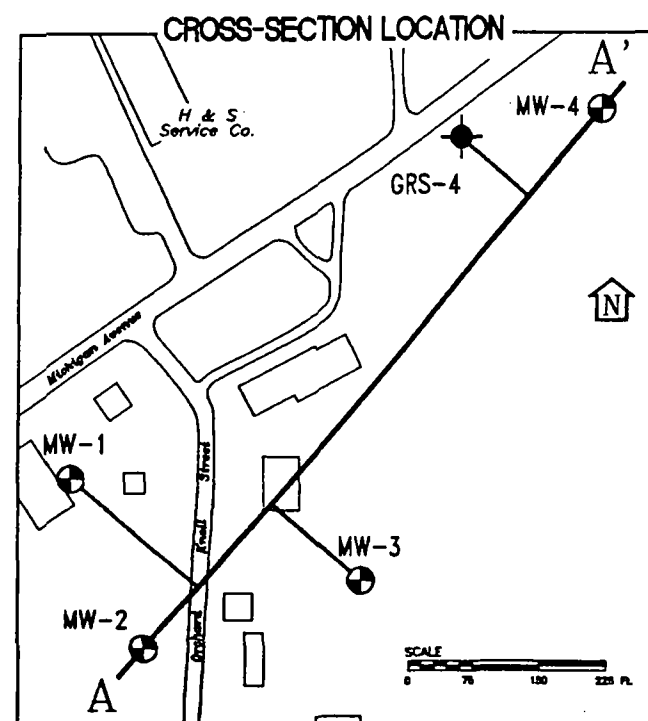 CROSS-SECTION LOCATION
A'
MW-4
H & S
Service Co.
GRS-4
N
Michigan Avenue
MW-1
Orchard Knoll Street
MW-3
MW-2
A
SCALE
0 75 150 225 Ft.